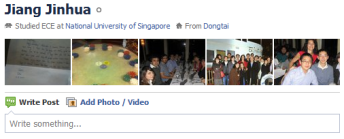 Jiang Jinhua
Studied ECE at National University of Singapore From Dongtai
Write Post Add Photo / Video
Write something...